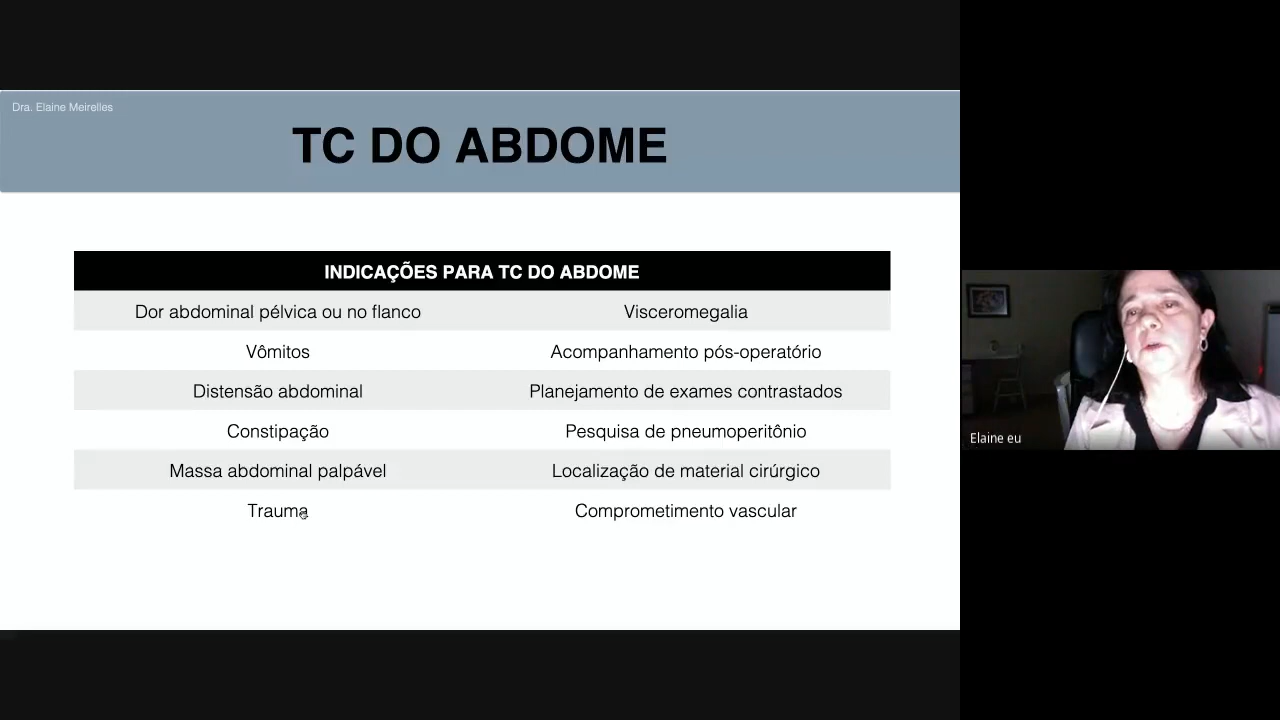 Dra. Elaine Meirelles
TC DO ABDOME
INDICAÇÕES PARA TC DO ABDOME
Dor abdominal pélvica ou no flanco Visceromegalia
Vômitos Acompanhamento pós-operatório
Distensão abdominal Planejamento de exames contrastados
Constipação Pesquisa de pneumoperitônio
Massa abdominal palpável Localização de material cirúrgico
Trauma Comprometimento vascular
Elaine eu